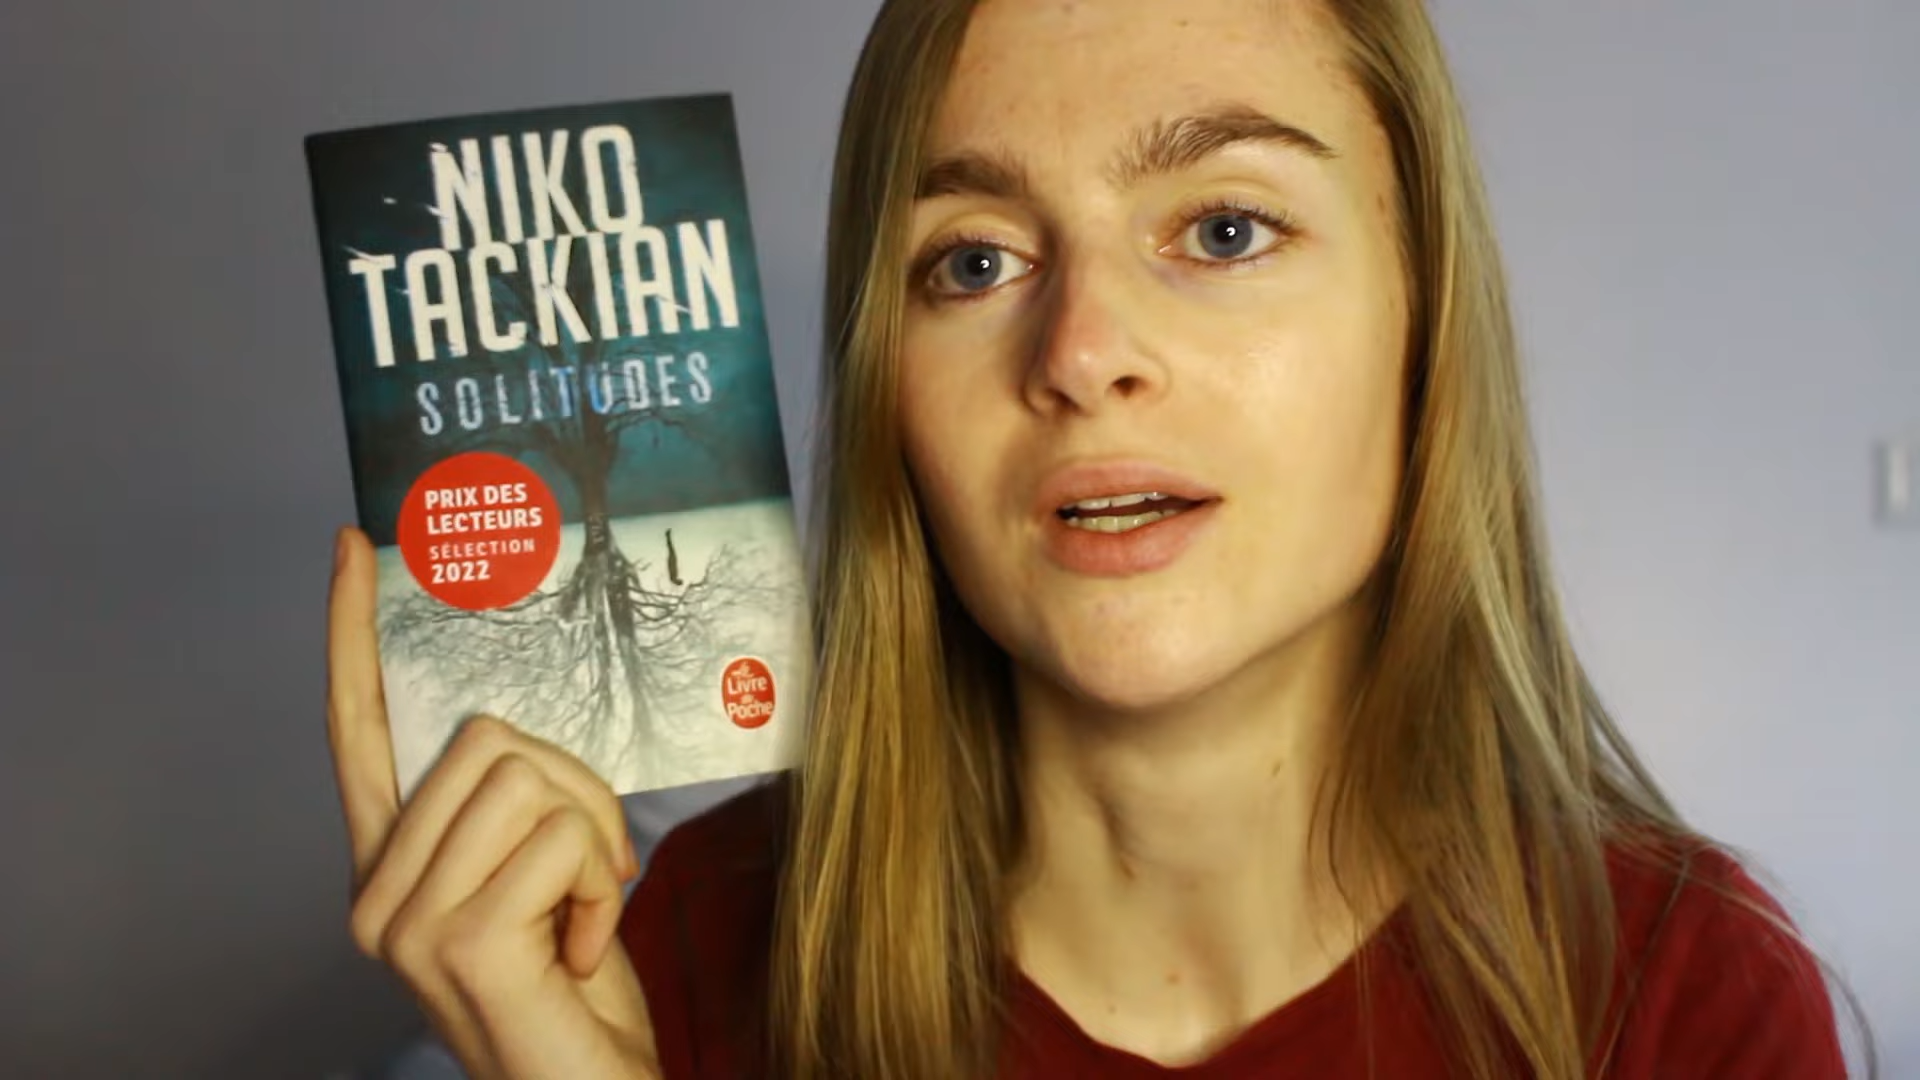 NIKO
TACKIAN
SOLITUDES
PRIX DES
LECTEURS
SÉLECTION
2022
Le
Livre
de
Poche